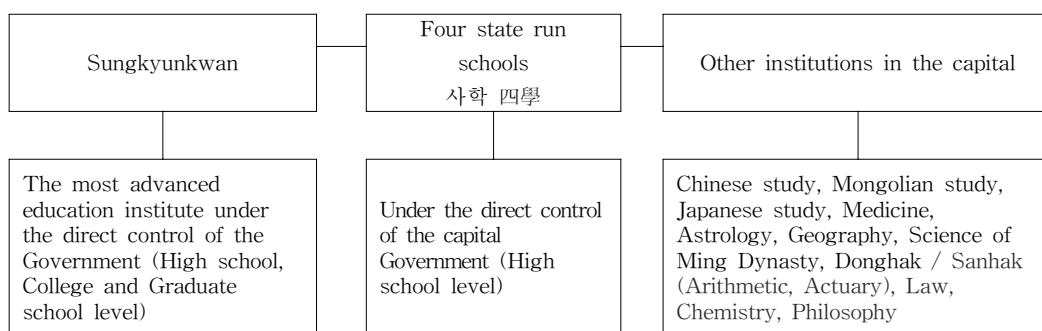 Sungkyunkwan
Four state run
schools
사학 四學
Other institutions in the capital
The most advanced
education institute under
the direct control of the
Government (High school,
College and Graduate
school level)
Under the direct control
of the capital
Government (High
school level)
Chinese study, Mongolian study,
Japanese study, Medicine,
Astrology, Geography, Science of
Ming Dynasty, Donghak / Sanhak
(Arithmetic, Actuary), Law,
Chemistry, Philosophy